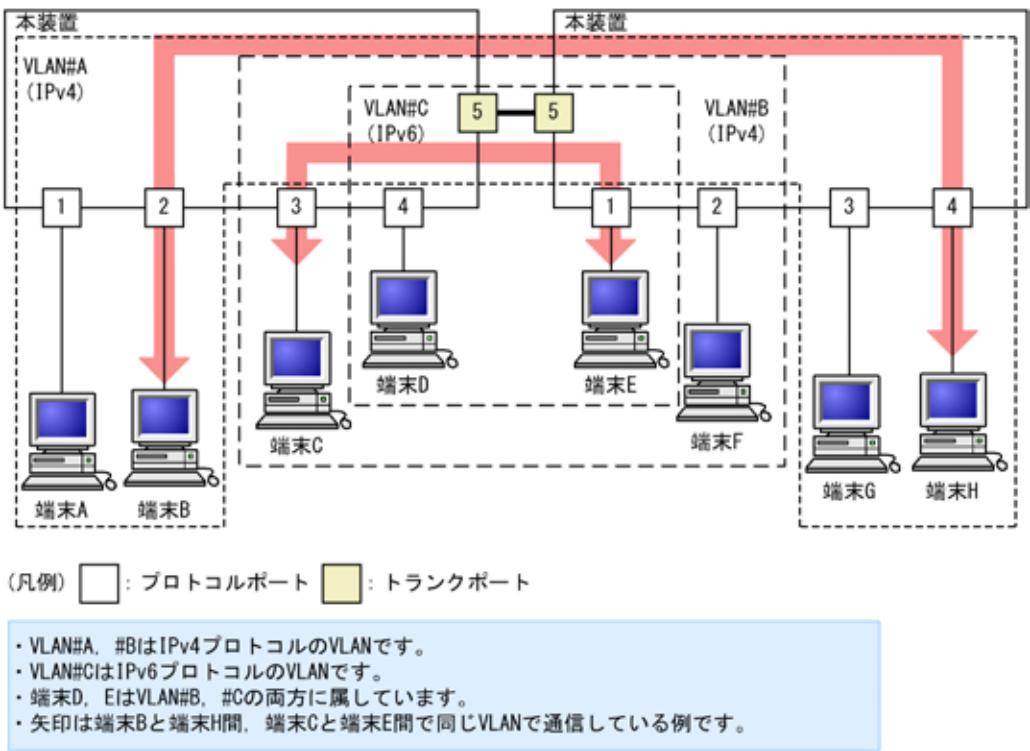 本装置
本装置
VLAN#A
(IPv4)
VLAN#C
(IPv6)
5
5
VLAN#B
(IPv4)
1
2
3
4
1
2
3
4
端末D
端末E
端末C
端末F
端末A
端末B
端末G
端末H
(凡例)
: プロトコルポート
: トランクポート
・VLAN#A, #BはIPv4プロトコルのVLANです。
・VLAN#CはIPv6プロトコルのVLANです。
・端末D, EはVLAN#B, #Cの両方に属しています。
・矢印は端末Bと端末H間, 端末Cと端末E間で同じVLANで通信している例です。